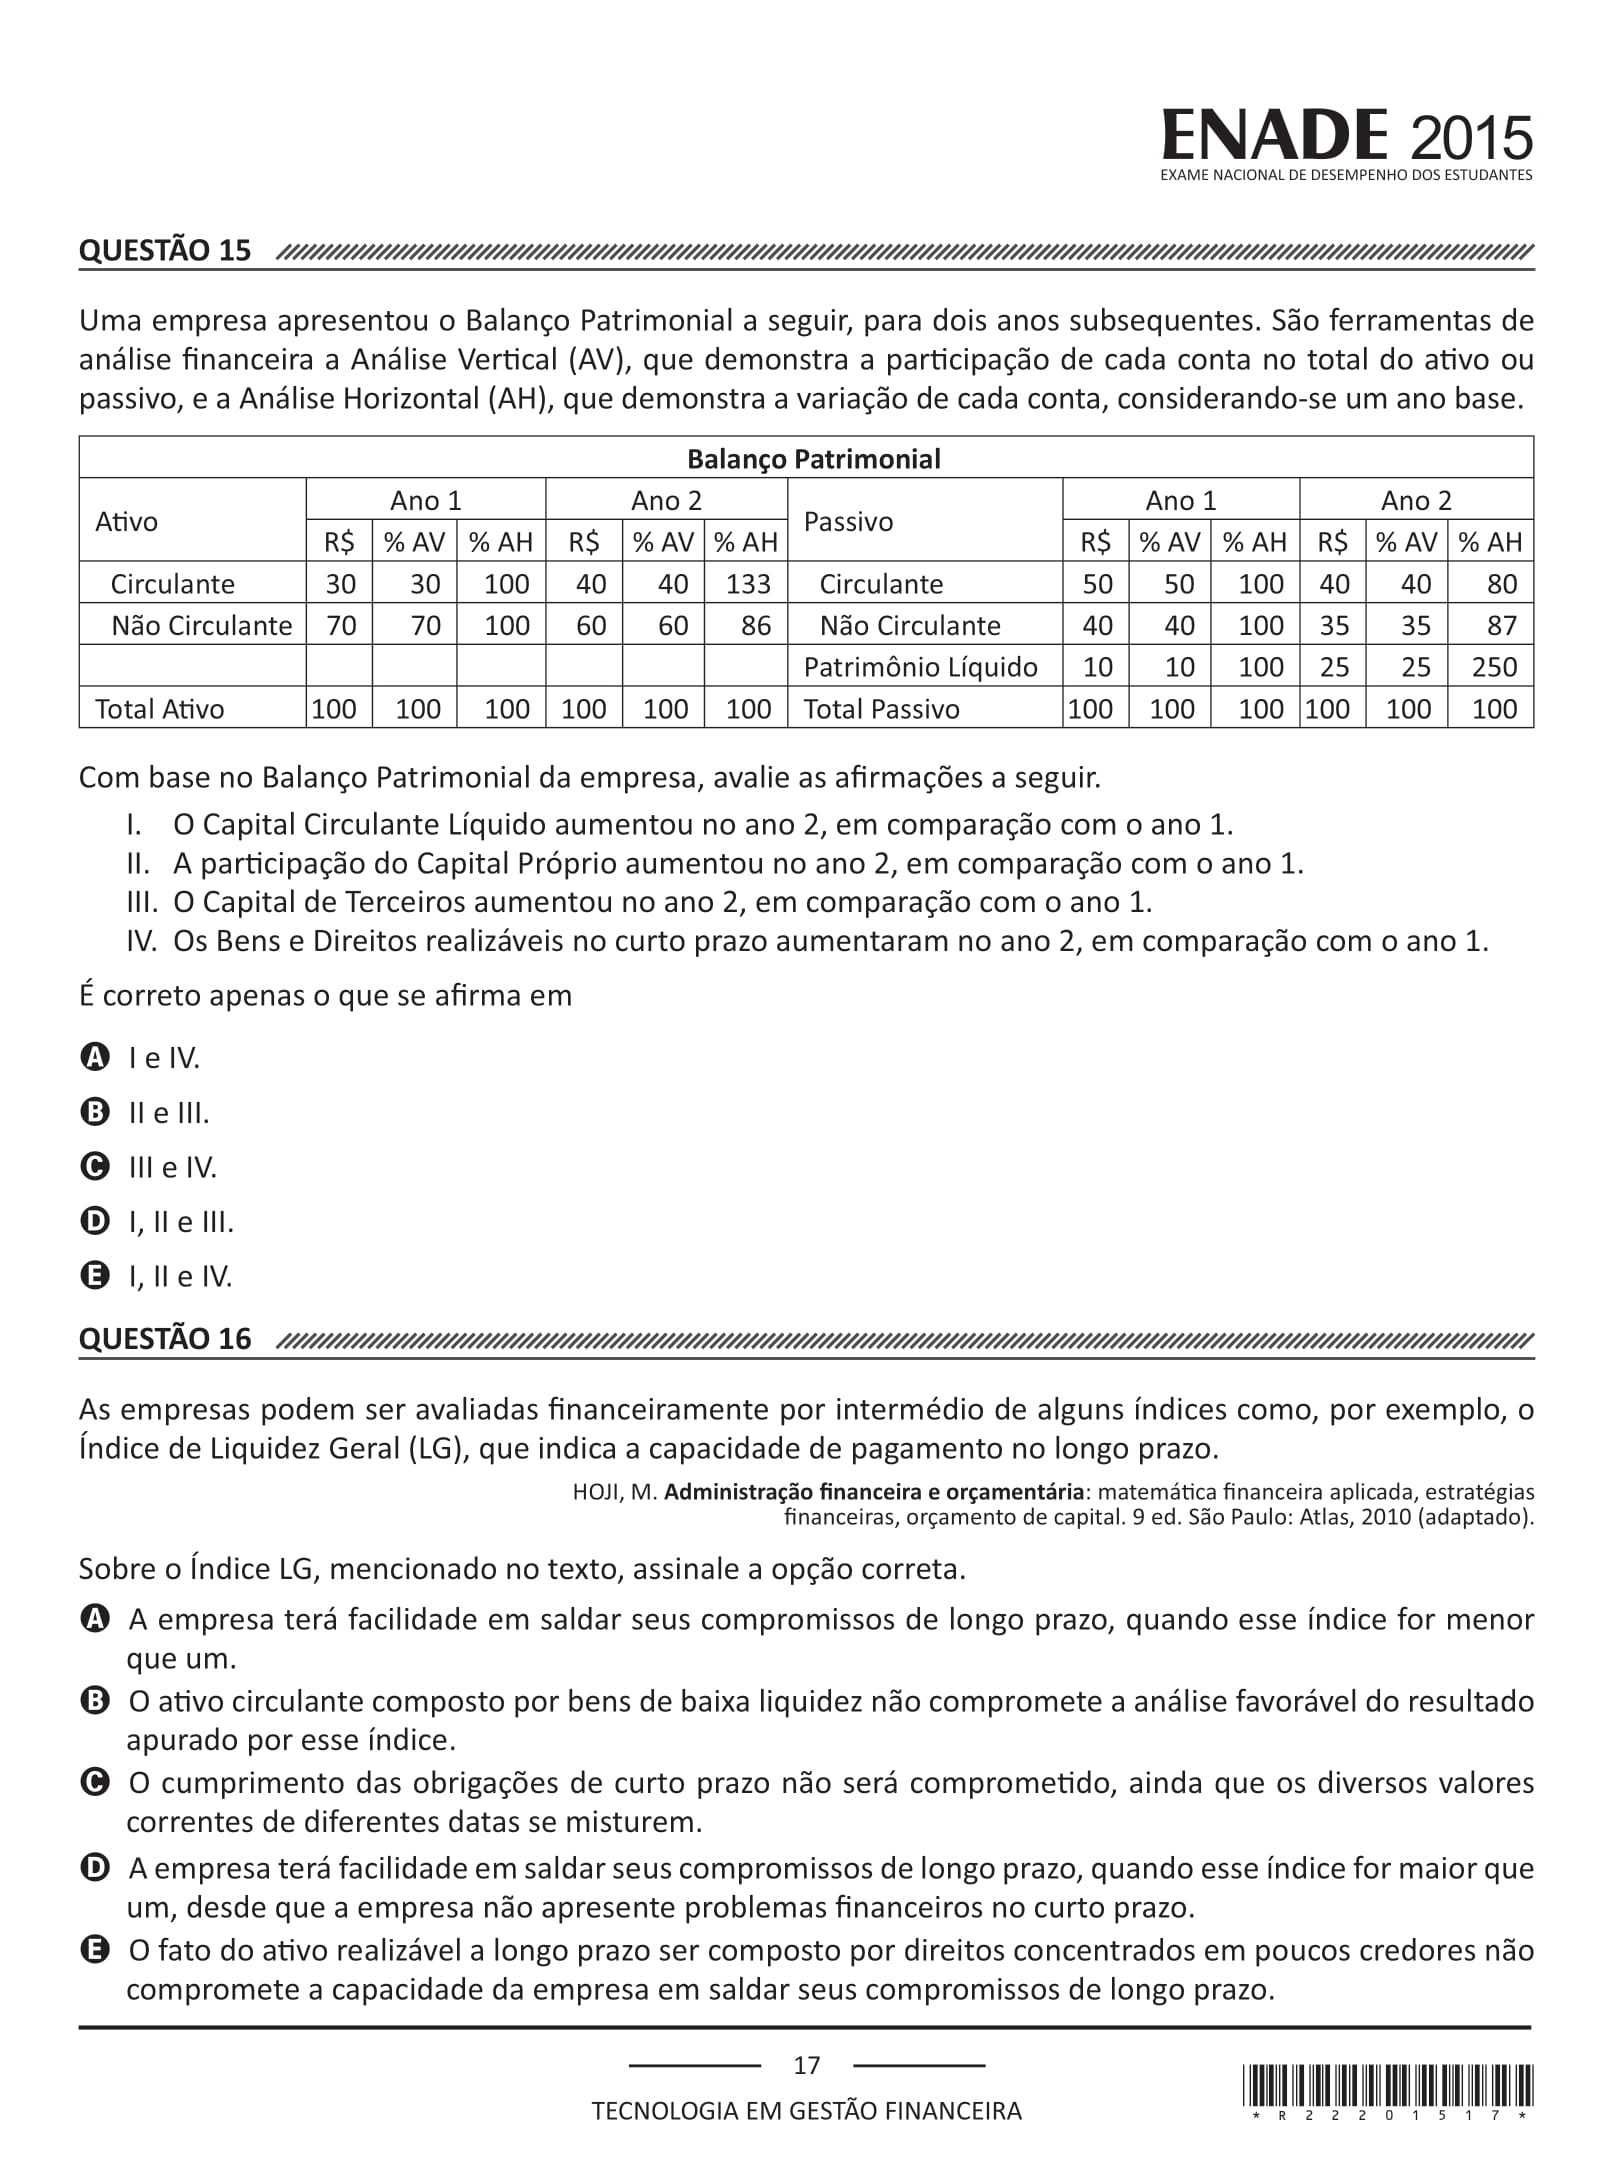 ENADE 2015
EXAME NACIONAL DE DESEMPENHO DOS ESTUDANTES
QUESTÃO 15
Uma empresa apresentou o Balanço Patrimonial a seguir, para dois anos subsequentes. São ferramentas de
análise financeira a Análise Vertical (AV), que demonstra a participação de cada conta no total do ativo ou
passivo, e a Análise Horizontal (AH), que demonstra a variação de cada conta, considerando-se um ano base.
Balanço Patrimonial
Ativo Ano 1 Ano 2 Passivo Ano 1 Ano 2
R$ % AV % AH R$ % AV % AH R$ % AV % AH R$ % AV % AH
Circulante 30 30 100 40 40 133 Circulante 50 50 100 40 40 80
Não Circulante 70 70 100 60 60 86 Não Circulante 40 40 100 35 35 87
Patrimônio Líquido 10 10 100 25 25 250
Total Ativo 100 100 100 100 100 100 Total Passivo 100 100 100 100 100 100
Com base no Balanço Patrimonial da empresa, avalie as afirmações a seguir.
I. O Capital Circulante Líquido aumentou no ano 2, em comparação com o ano 1.
II. A participação do Capital Próprio aumentou no ano 2, em comparação com o ano 1.
III. O Capital de Terceiros aumentou no ano 2, em comparação com o ano 1.
IV. Os Bens e Direitos realizáveis no curto prazo aumentaram no ano 2, em comparação com o ano 1.
É correto apenas o que se afirma em
A I e IV.
B II e III.
C III e IV.
D I, II e III.
E I, II e IV.
QUESTÃO 16
As empresas podem ser avaliadas financeiramente por intermédio de alguns índices como, por exemplo, o
Índice de Liquidez Geral (LG), que indica a capacidade de pagamento no longo prazo.
HOJI, M. Administração financeira e orçamentária: matemática financeira aplicada, estratégias
financeiras, orçamento de capital. 9 ed. São Paulo: Atlas, 2010 (adaptado).
Sobre o Índice LG, mencionado no texto, assinale a opção correta.
A A empresa terá facilidade em saldar seus compromissos de longo prazo, quando esse índice for menor
que um.
B O ativo circulante composto por bens de baixa liquidez não compromete a análise favorável do resultado
apurado por esse índice.
C O cumprimento das obrigações de curto prazo não será comprometido, ainda que os diversos valores
correntes de diferentes datas se misturem.
D A empresa terá facilidade em saldar seus compromissos de longo prazo, quando esse índice for maior que
um, desde que a empresa não apresente problemas financeiros no curto prazo.
E O fato do ativo realizável a longo prazo ser composto por direitos concentrados em poucos credores não
compromete a capacidade da empresa em saldar seus compromissos de longo prazo.
17
TECNOLOGIA EM GESTÃO FINANCEIRA
* R 2 2 2 0 1 5 1 7 *